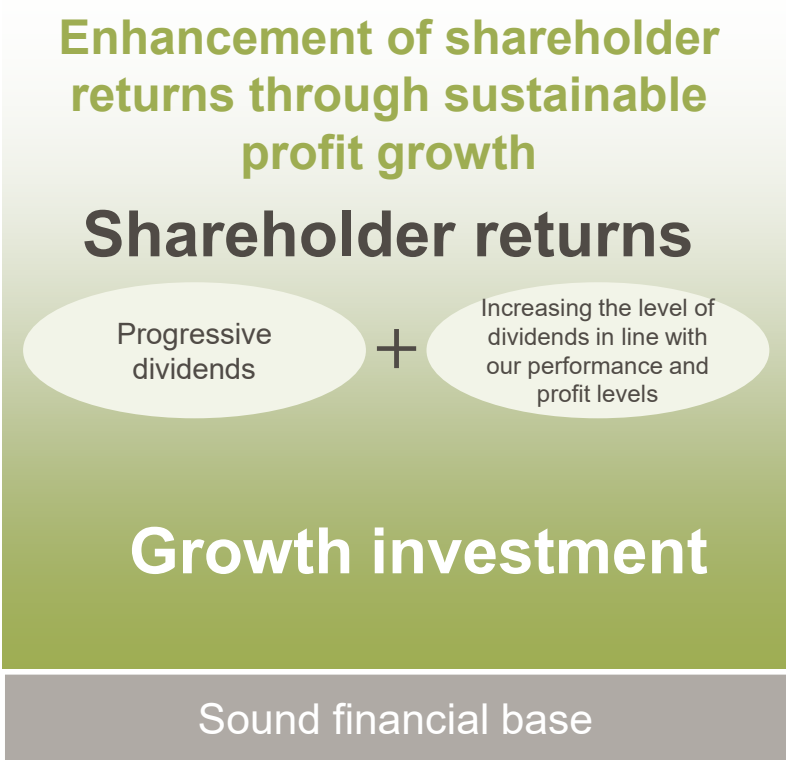 Enhancement of shareholder
returns through sustainable
profit growth
Shareholder returns
Progressive
dividends
+
Increasing the level of
dividends in line with
our performance and
profit levels
Growth investment
Sound financial base